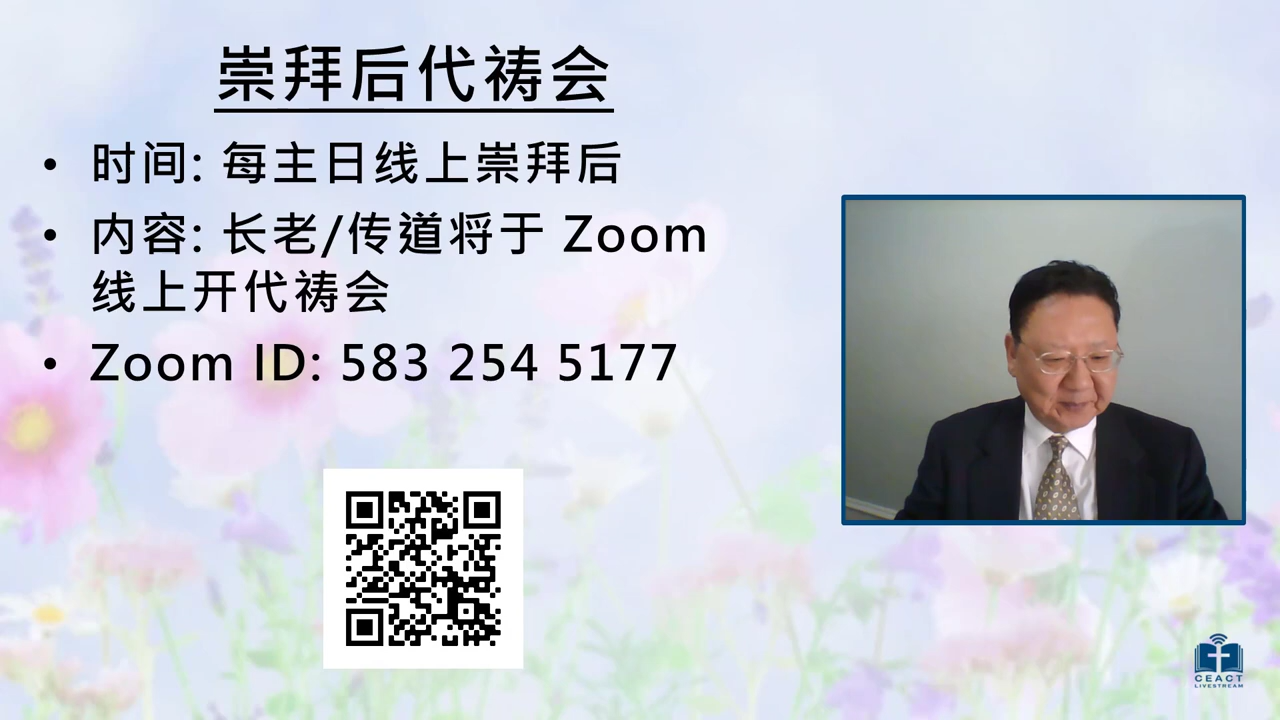 崇拜后代祷会
• 时间: 每主日线上崇拜后
• 内容: 长老/传道将于 Zoom
线上开代祷会
• Zoom ID: 583 254 5177
CEACT
LIVESTREAM